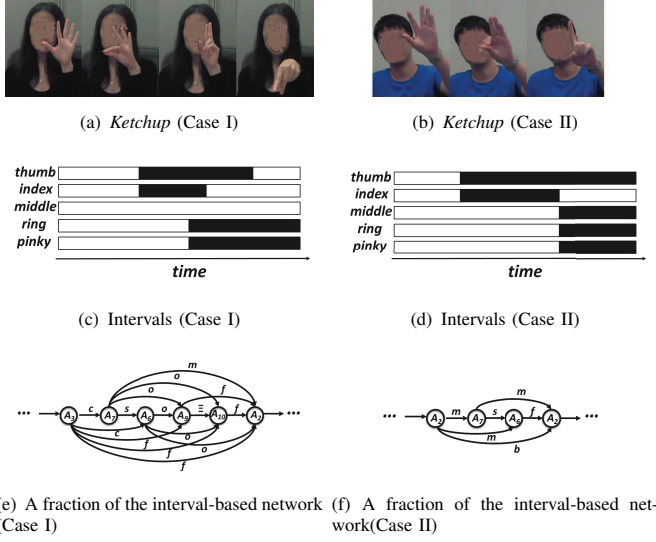 (a) Ketchup (Case I)
(b) Ketchup (Case II)
thumb
index
middle
ring
pinky
time
thumb
index
middle
ring
pinky
time
(c) Intervals (Case I)
(d) Intervals (Case II)
m
o
o
f
... A3 c A7 s A6 o A9 Ξ A10 f A2 ...
c
f
f
o
o
f
m
... A2 m A7 s A6 f A2 ...
m
b
(e) A fraction of the interval-based network
(Case I)
(f) A fraction of the interval-based net-
work(Case II)